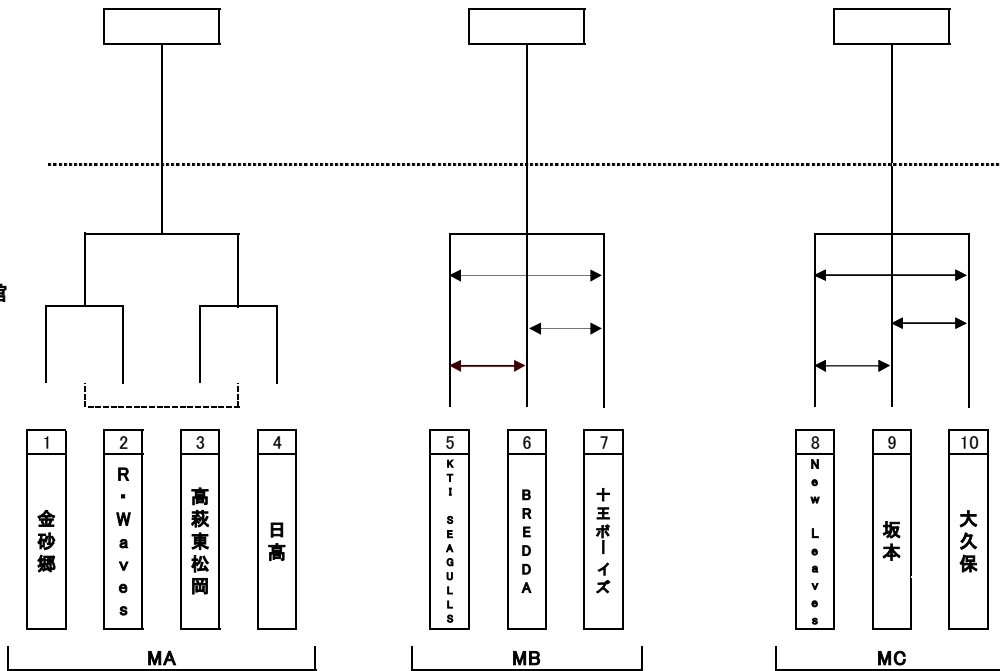 館
1 2 3 4 5 6 7 8 9 10
金砂郷
R・Waves
高萩東松岡
日高
KTI SEAGULLS
BREDDA
十王ボーイズ
New Leaves
坂本
大久保
MA MB MC